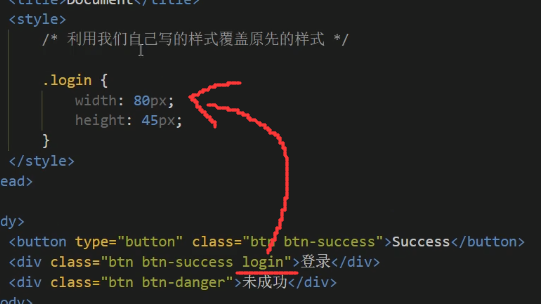 <title>Document</title>
<style>
/* 利用我们自己写的样式覆盖原先的样式 */
.login {
width: 80px;
height: 45px;
}
</style>
ead>
dy>
<button type="button" class="btn btn-success">Success</button>
<div class="btn btn-success login">登录</div>
<div class="btn btn-danger">未成功</div>
ody>